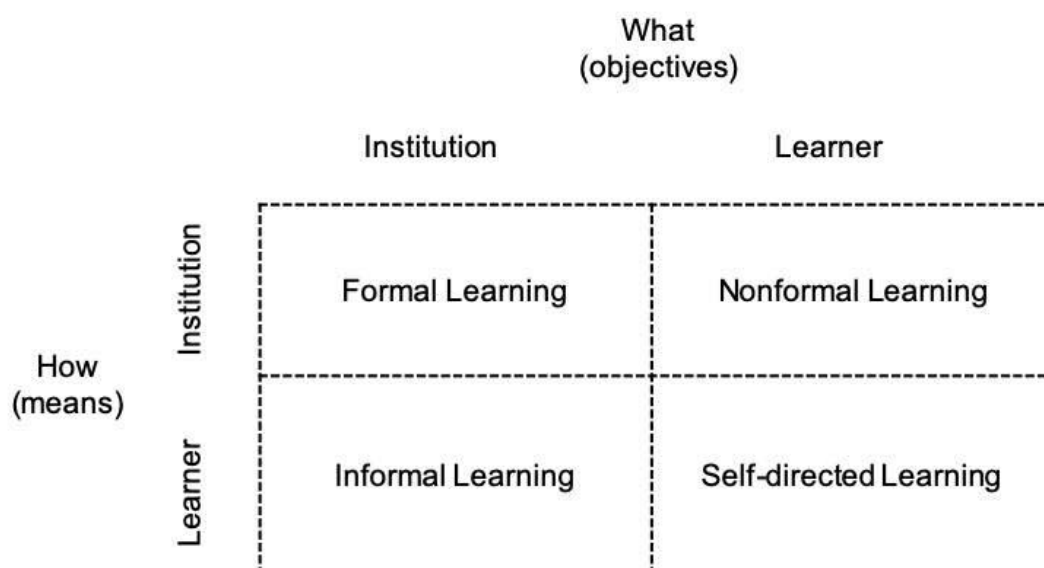 What
(objectives)
Institution Learner
Institution
Formal Learning Nonformal Learning
How
(means)
Learner
Informal Learning Self-directed Learning